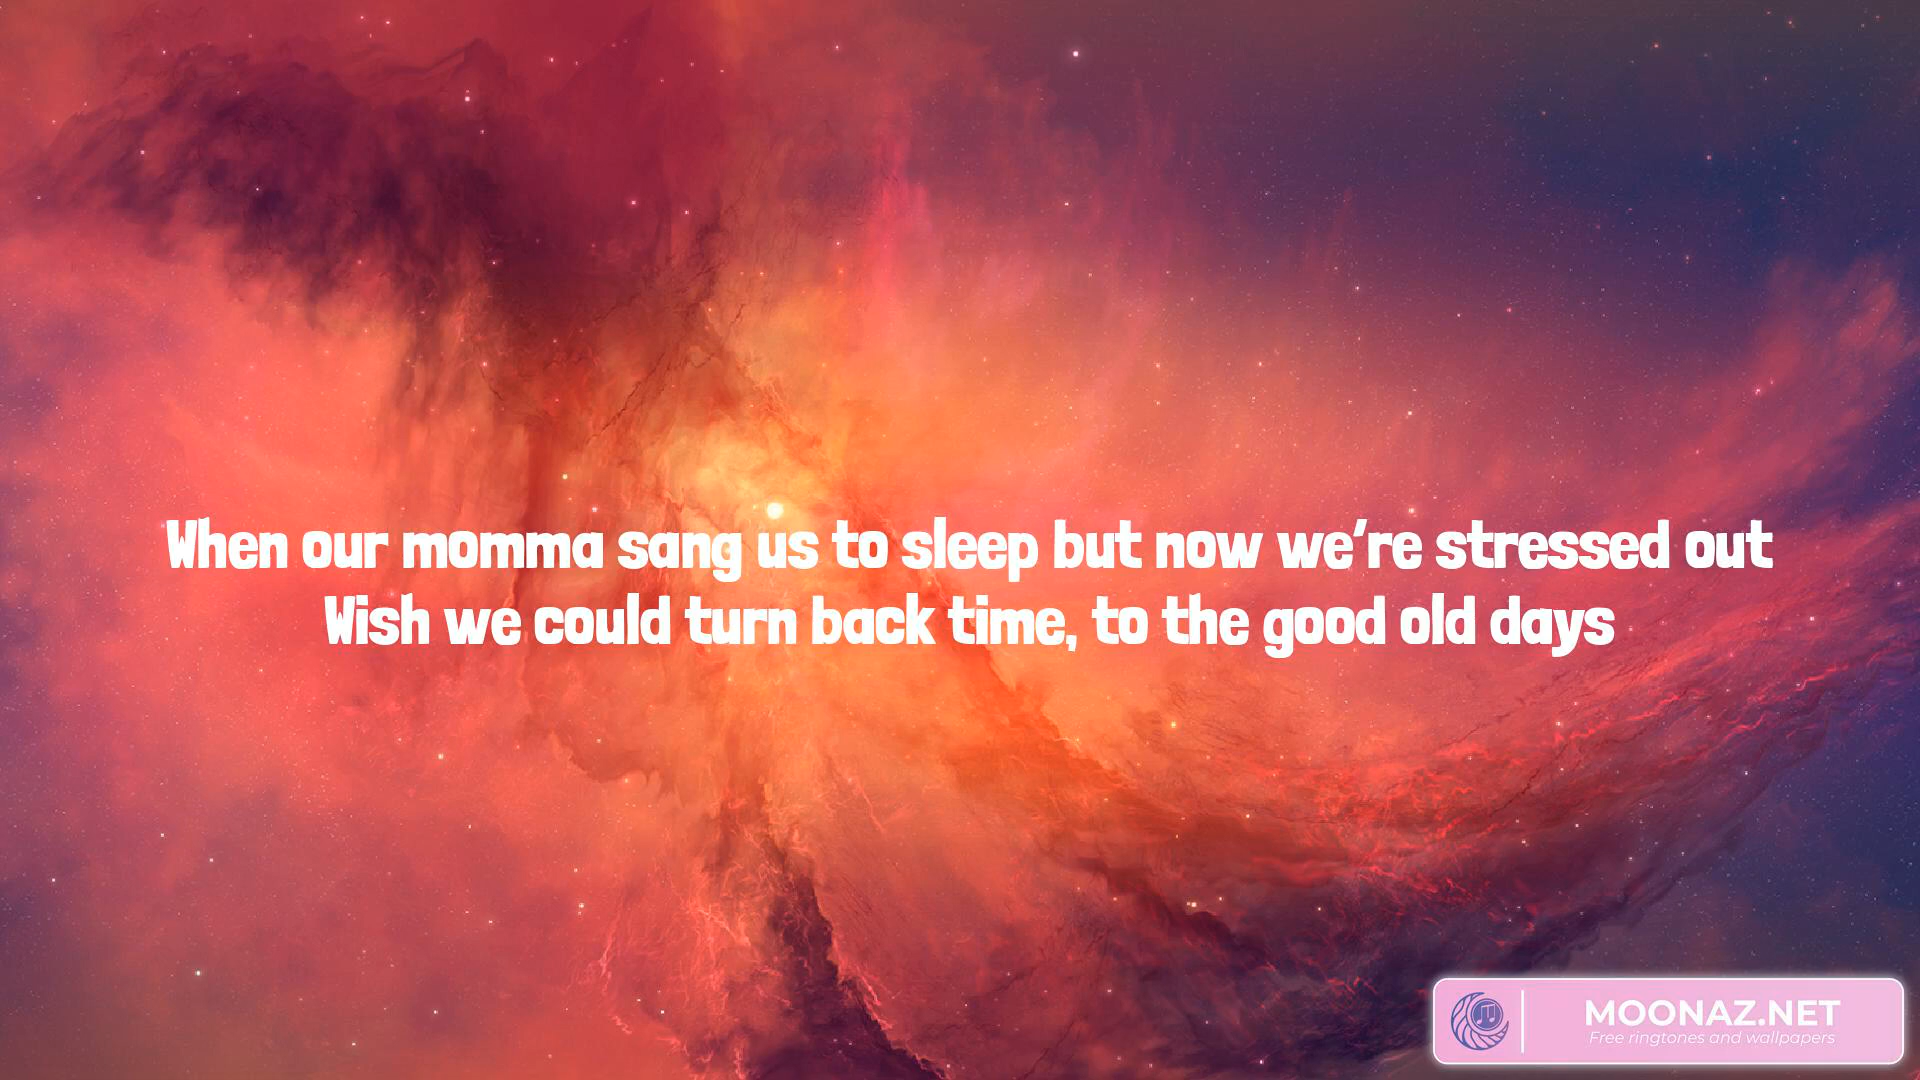 When our momma sang us to sleep but now we’re stressed out
Wish we could turn back time, to the good old days
MOONAZ.NET
Free ringtones and wallpapers